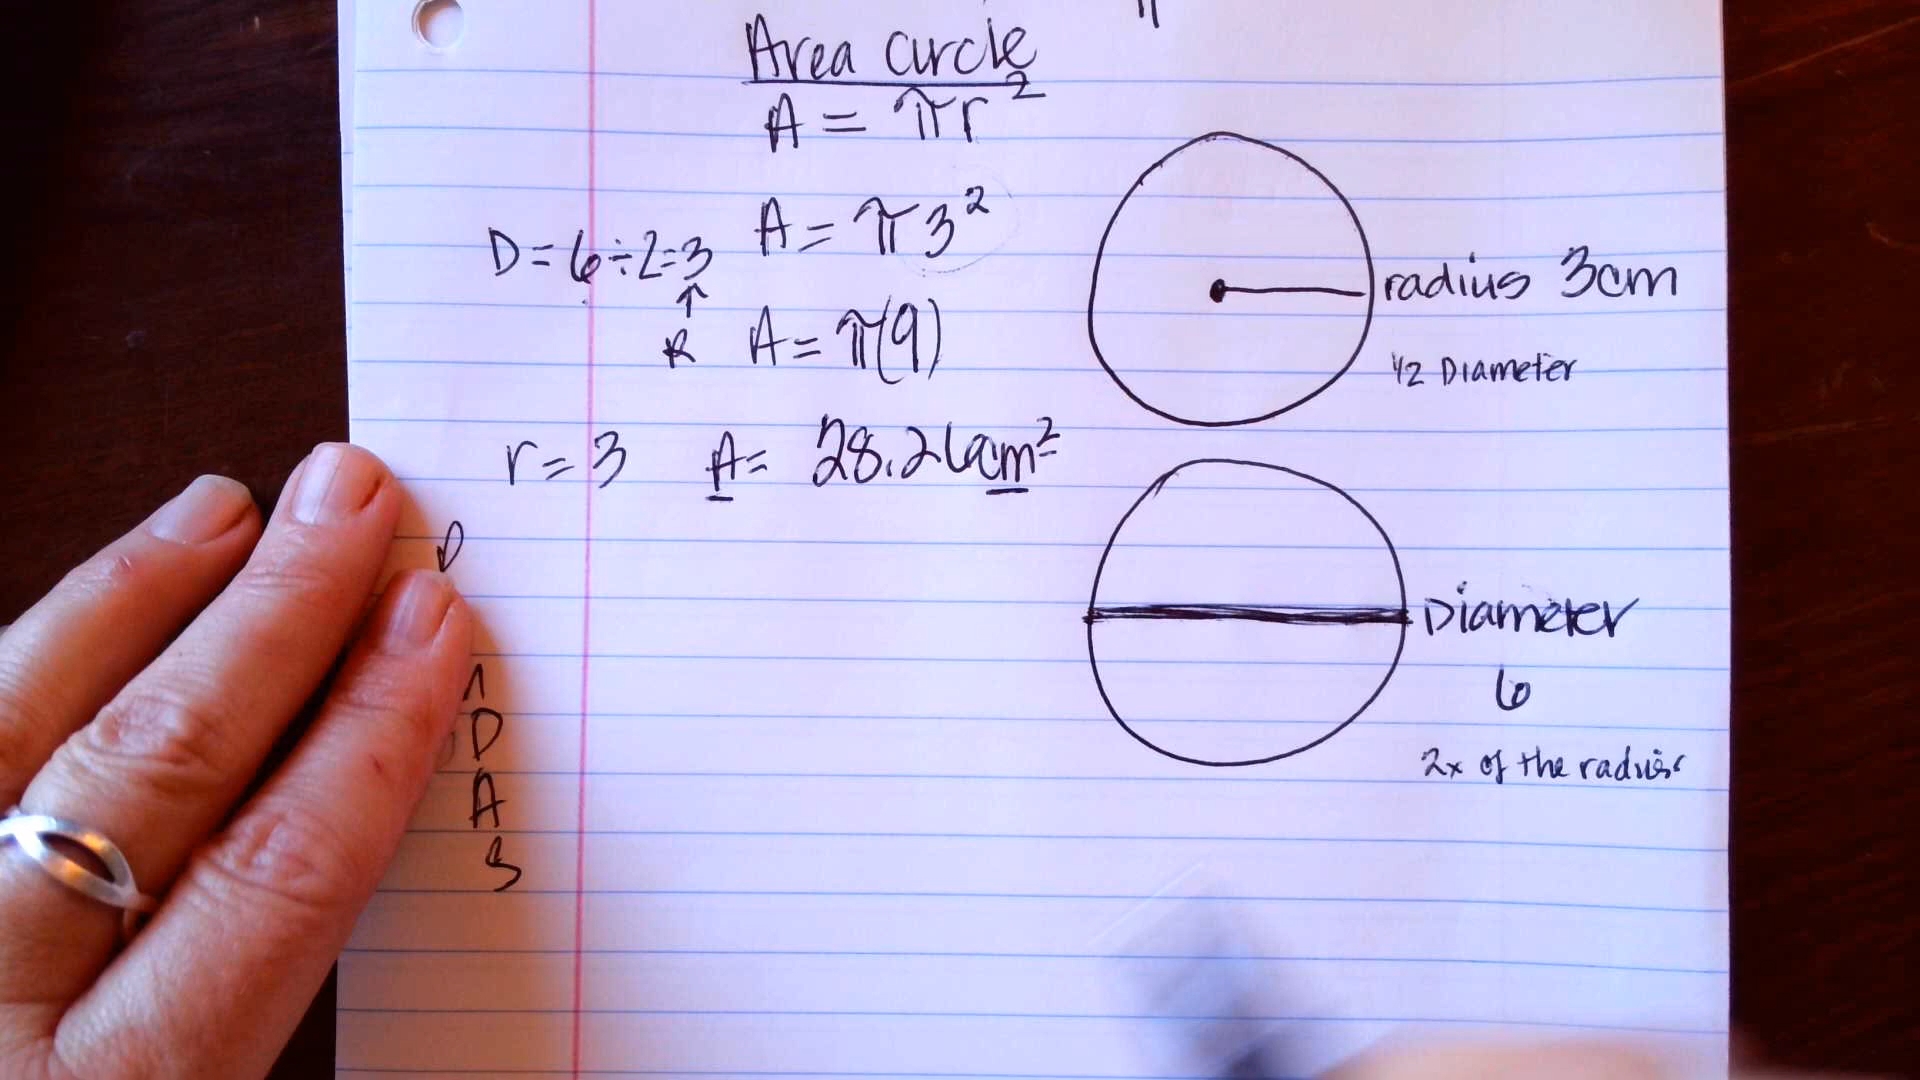 Area circle
A = πr²
A = π3²
D = 6÷2=3
↑
R
A = π(9)
r = 3
A = 28.26cm²
radius 3cm
1/2 Diameter
Diameter
6
2x of the radius
P
M
D
A
S